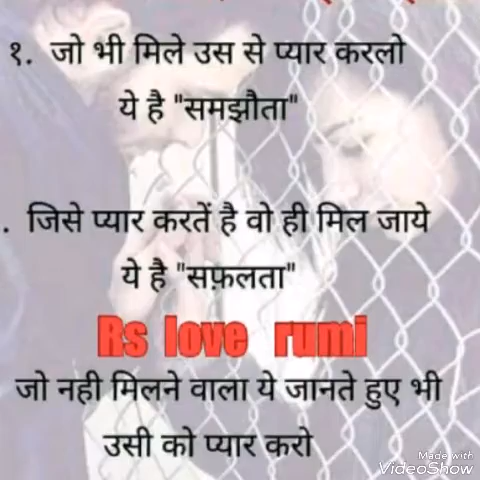 १. जो भी मिले उस से प्यार करलो
ये है "समझौता"
. जिसे प्यार करतें है वो ही मिल जाये
ये है "सफ़लता"
Rs love rumi
जो नही मिलने वाला ये जानते हुए भी
उसी को प्यार करो
Made with
VideoShow